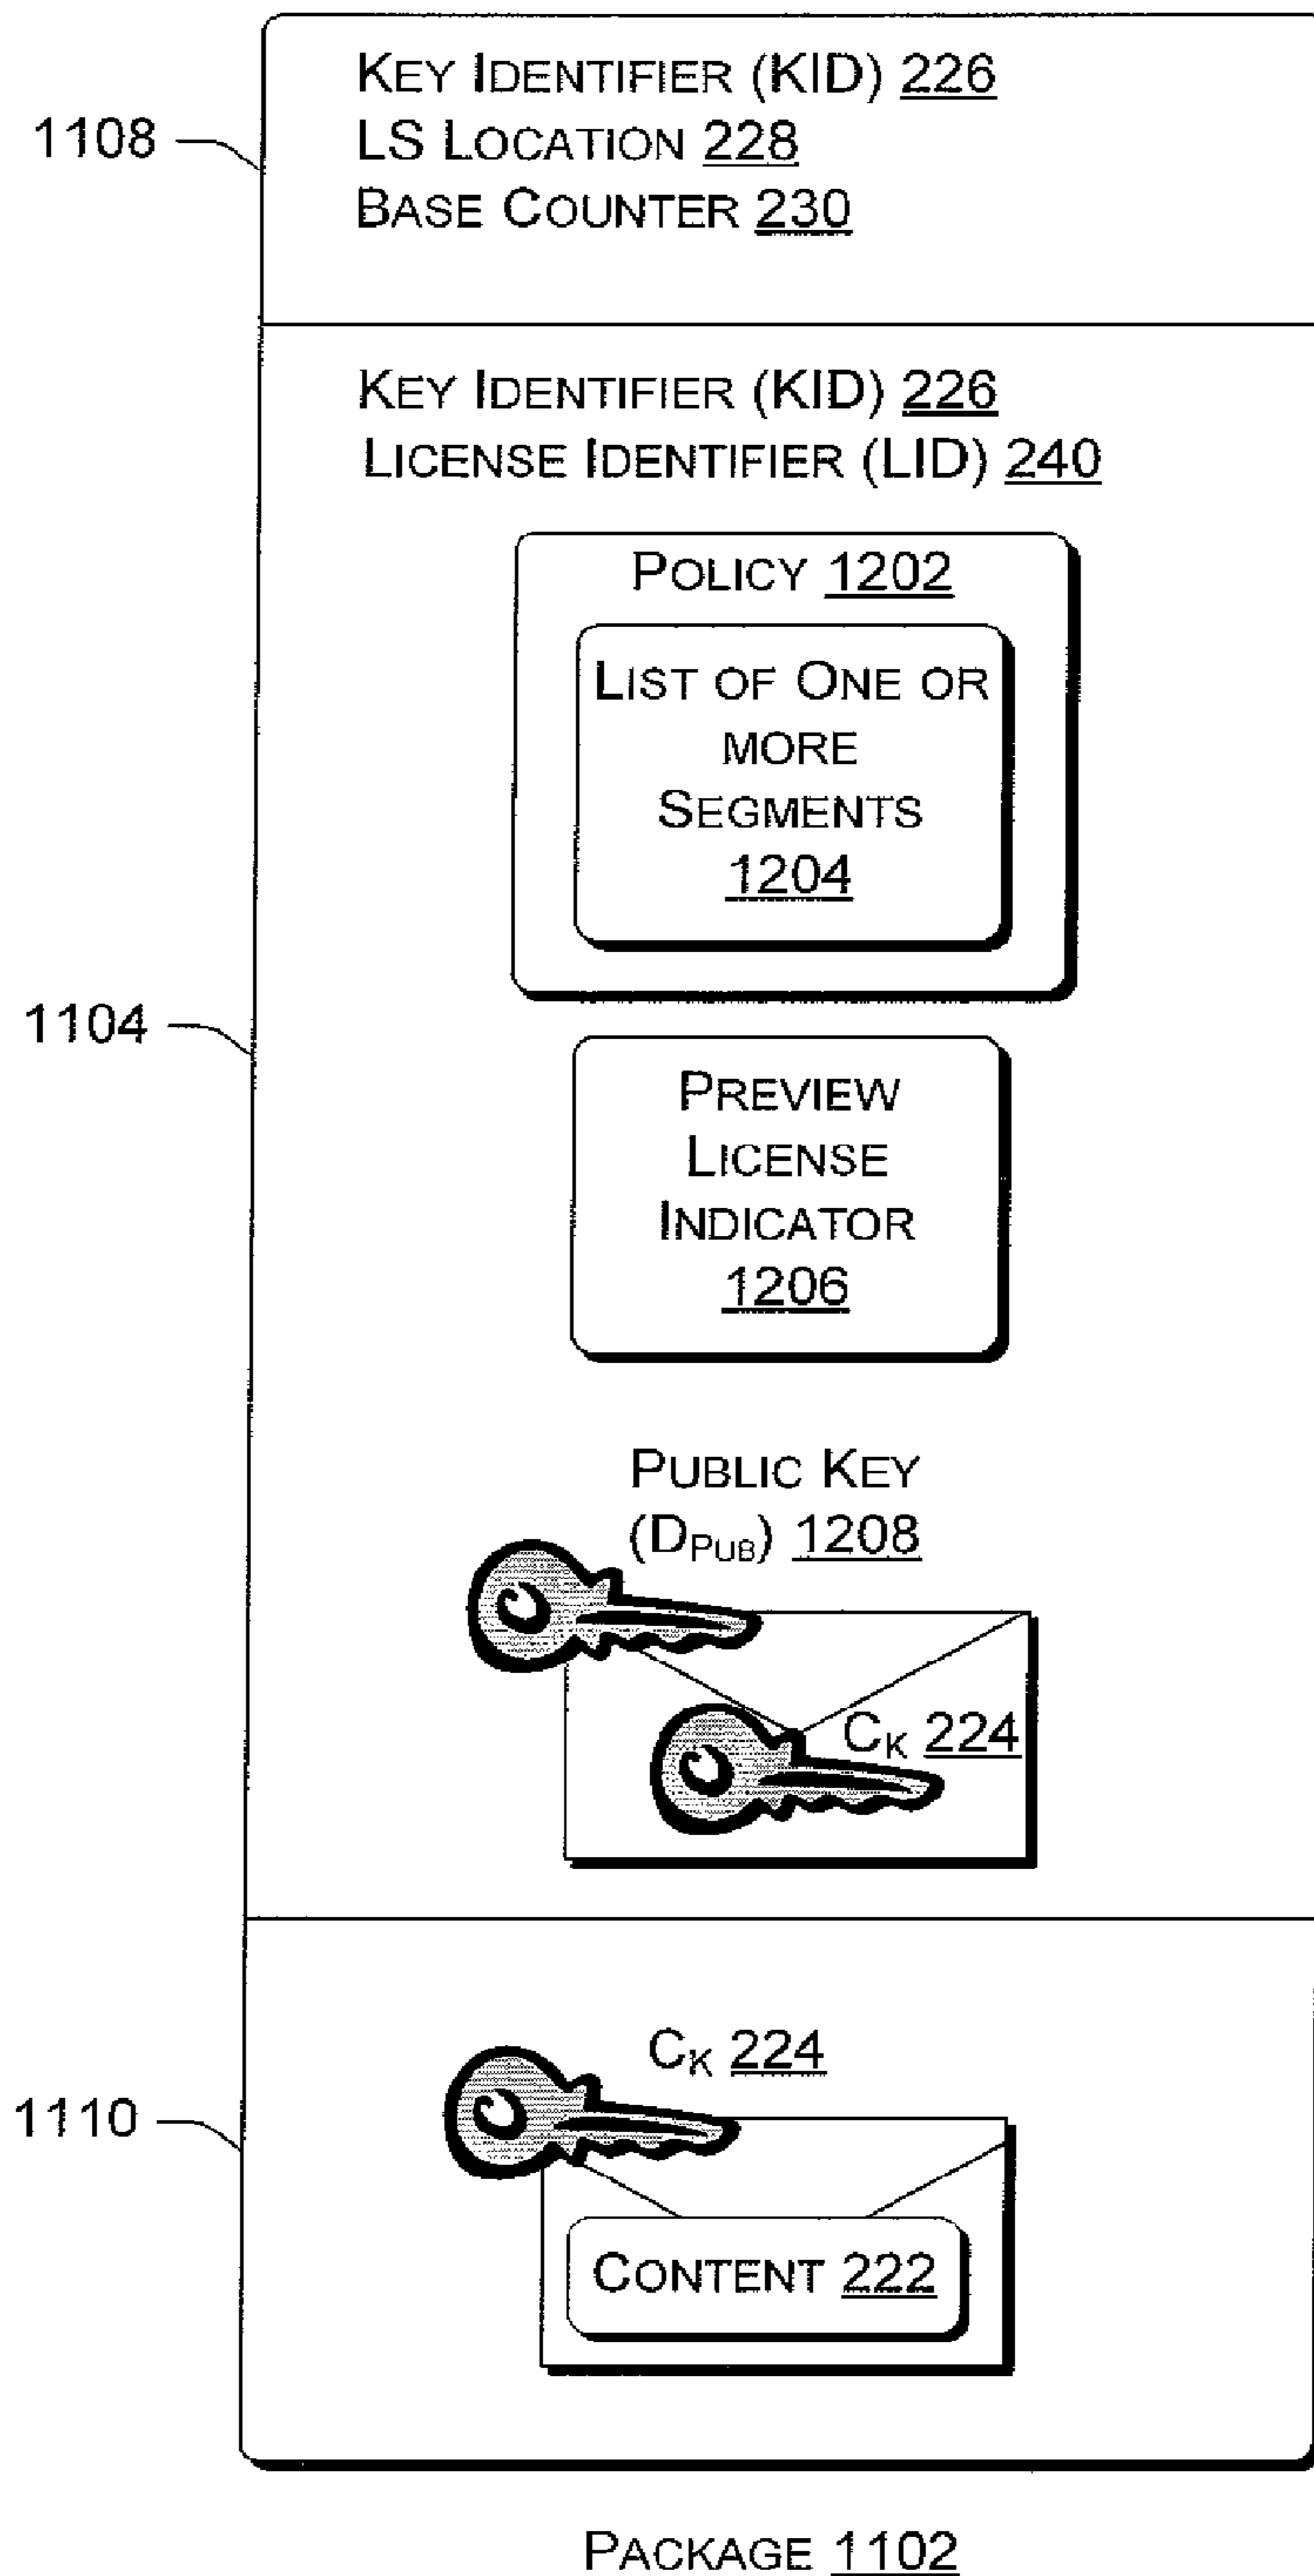 1108
KEY IDENTIFIER (KID) 226
LS LOCATION 228
BASE COUNTER 230
KEY IDENTIFIER (KID) 226
LICENSE IDENTIFIER (LID) 240
POLICY 1202
LIST OF ONE OR
MORE
SEGMENTS
1204
1104
PREVIEW
LICENSE
INDICATOR
1206
PUBLIC KEY
(DPUB) 1208
CK 224
CK 224
1110
CONTENT 222
PACKAGE 1102